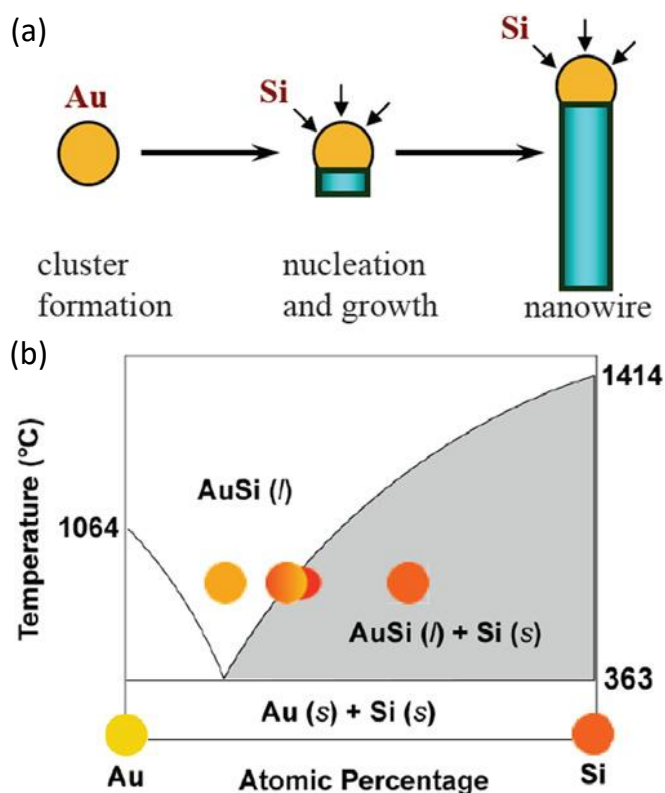 (a)
Au
Si
Si
cluster
formation
nucleation
and growth
nanowire
(b)
Temperature (°C)
1414
1064
363
AuSi (l)
AuSi (l) + Si (s)
Au (s) + Si (s)
Au
Atomic Percentage
Si